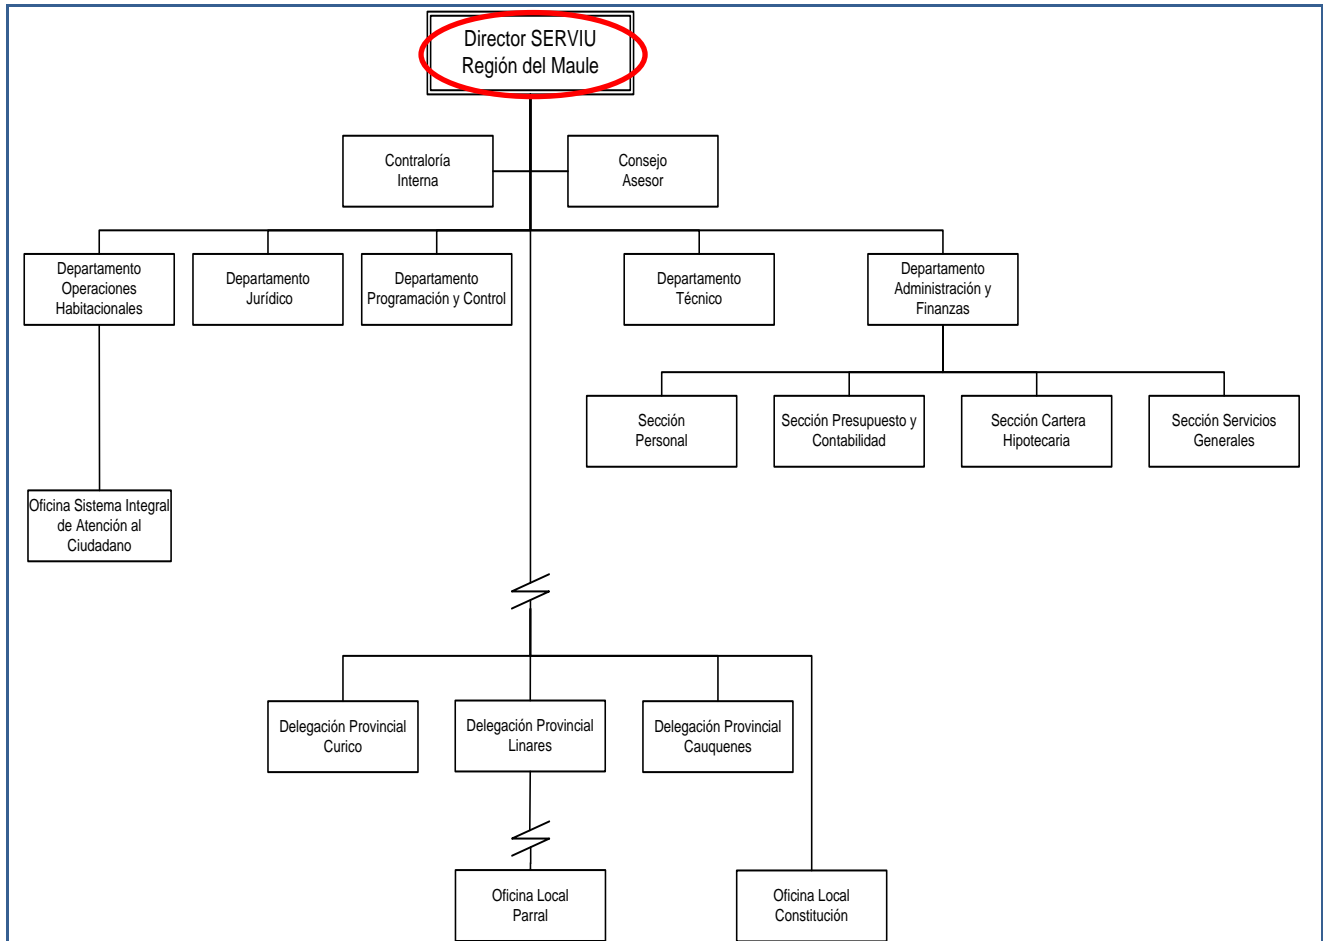 Director SERVIU
Región del Maule
Contraloría
Interna
Consejo
Asesor
Departamento
Operaciones
Habitacionales
Departamento
Jurídico
Departamento
Programación y Control
Departamento
Técnico
Departamento
Administración y
Finanzas
Sección
Personal
Sección Presupuesto y
Contabilidad
Sección Cartera
Hipotecaria
Sección Servicios
Generales
Oficina Sistema Integral
de Atención al
Ciudadano
Delegación Provincial
Curico
Delegación Provincial
Linares
Delegación Provincial
Cauquenes
Oficina Local
Parral
Oficina Local
Constitución